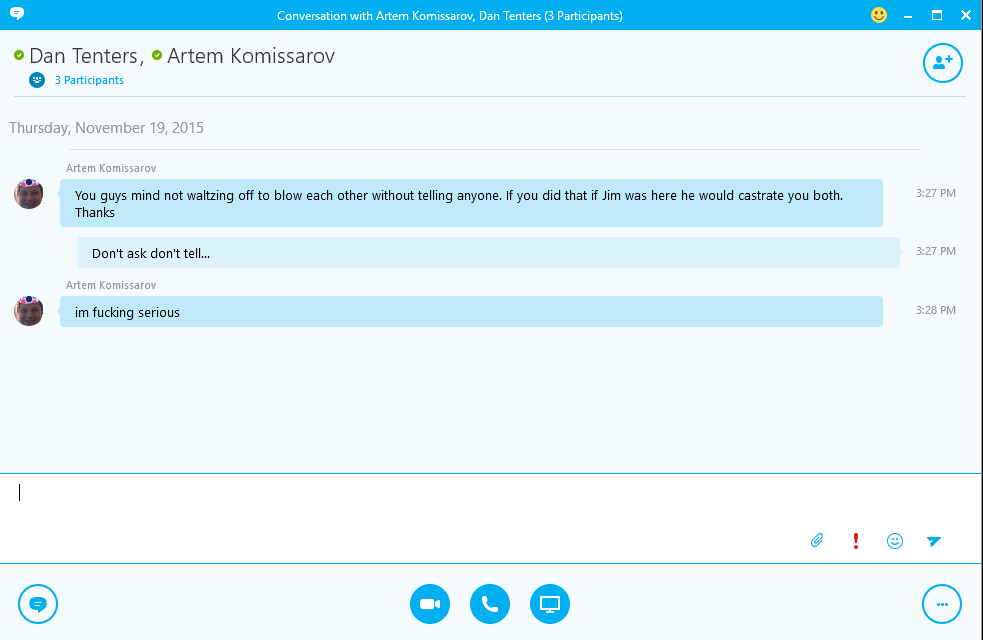 Conversation with Artem Komissarov, Dan Tenters (3 Participants)
Dan Tenters, Artem Komissarov
3 Participants
Thursday, November 19, 2015
Artem Komissarov
You guys mind not waltzing off to blow each other without telling anyone. If you did that if Jim was here he would castrate you both.
Thanks
3:27 PM
Don't ask don't tell...
3:27 PM
Artem Komissarov
im fucking serious
3:28 PM